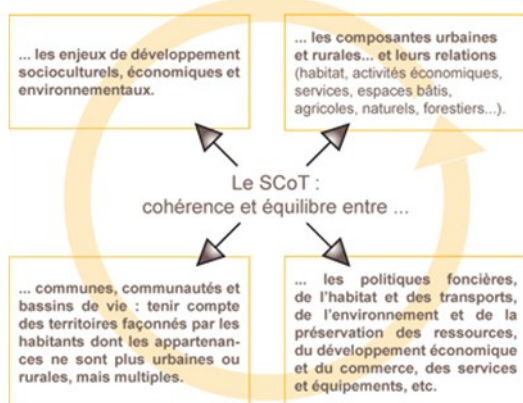 ... les enjeux de développement
socioculturels, économiques et
environnementaux.
... les composantes urbaines
et rurales... et leurs relations
(habitat, activités économiques,
services, espaces bâtis,
agricoles, naturels, forestiers...).
Le SCoT :
cohérence et équilibre entre ...
... communes, communautés et
bassins de vie : tenir compte
des territoires façonnés par les
habitants dont les appartenan-
ces ne sont plus urbaines ou
rurales, mais multiples.
... les politiques foncières,
de l'habitat et des transports,
de l'environnement et de la
préservation des ressources,
du développement économique
et du commerce, des services
et équipements, etc.